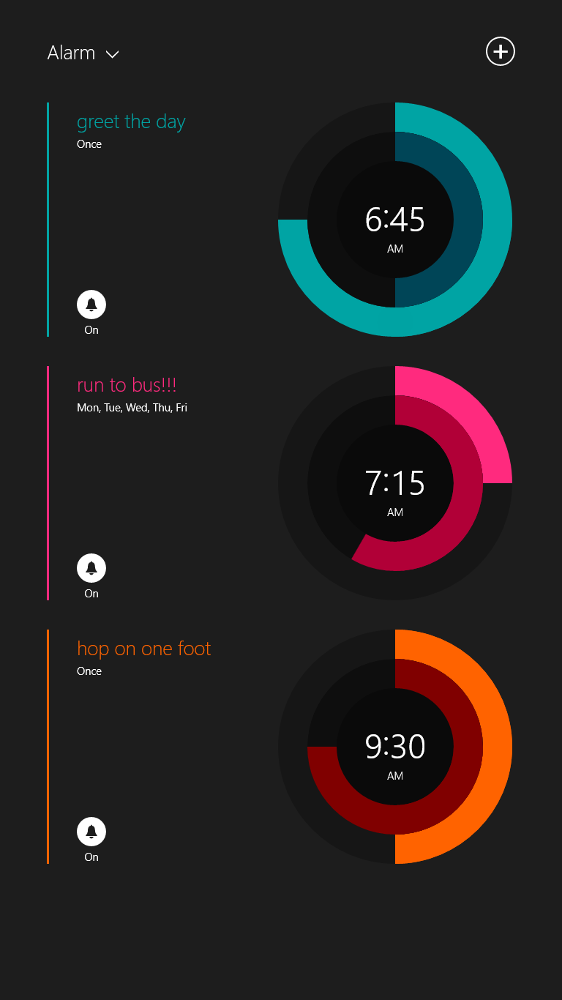 Alarm
greet the day
Once
6:45
AM
On
run to bus!!!
Mon, Tue, Wed, Thu, Fri
7:15
AM
On
hop on one foot
Once
9:30
AM
On